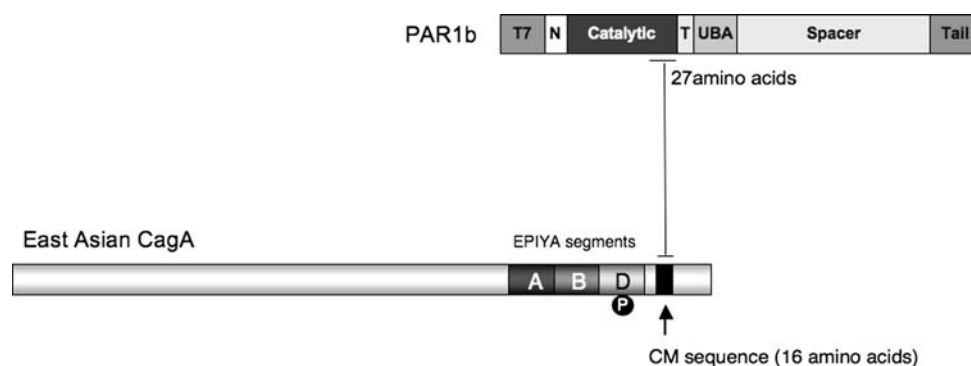 PAR1b T7 N Catalytic T UBA Spacer Tail
27amino acids
East Asian CagA
EPIYA segments
A B D
P
CM sequence (16 amino acids)